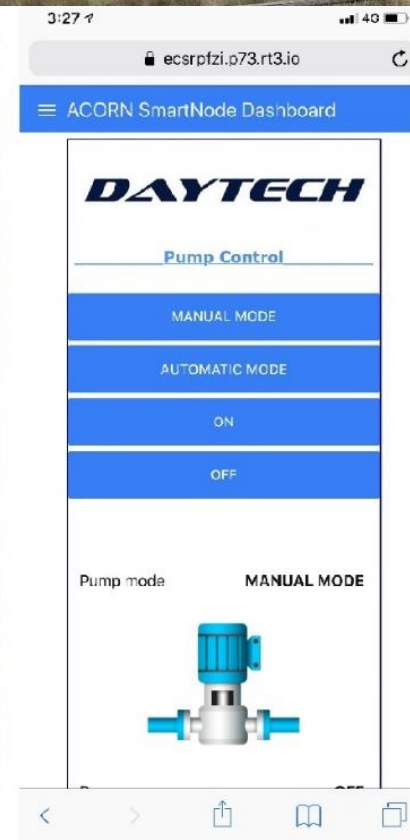 3:27
4G
ecsrpfzi.p73.rt3.io
ACORN SmartNode Dashboard
DAYTECH
Pump Control
MANUAL MODE
AUTOMATIC MODE
ON
OFF
Pump mode MANUAL MODE